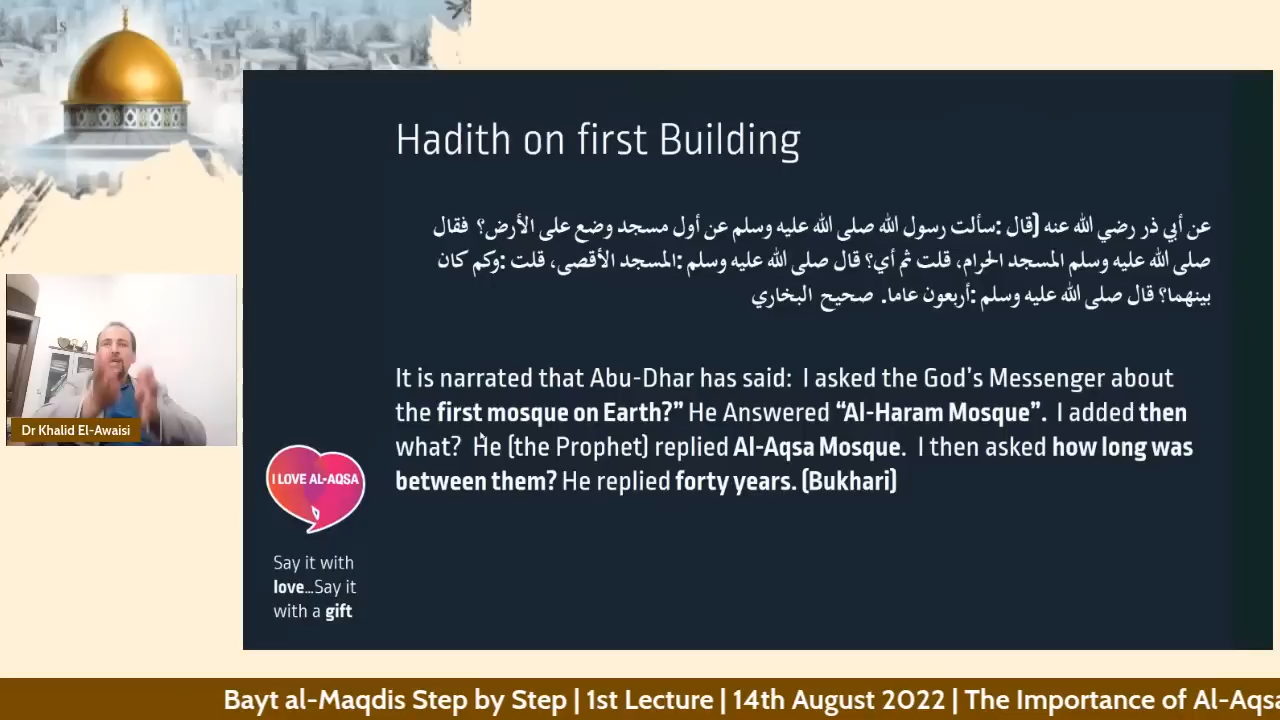 Hadith on first Building
عن أبي ذر رضي الله عنه (قال :سألت رسول الله صلى الله عليه وسلم عن أول مسجد وضع على الأرض؟ فقال
صلى الله عليه وسلم المسجد الحرام، قلت ثم أي؟ قال صلى الله عليه وسلم :المسجد الأقصى، قلت :وكم كان
بينهما؟ قال صلى الله عليه وسلم :أربعون عاما. صحيح البخاري
It is narrated that Abu-Dhar has said: I asked the God's Messenger about
the first mosque on Earth?" He Answered "Al-Haram Mosque". I added then
what? He (the Prophet) replied Al-Aqsa Mosque. I then asked how long was
between them? He replied forty years. (Bukhari)
Dr Khalid El-Awaisi
I LOVE AL-AQSA
Say it with
love...Say it
with a gift
Bayt al-Maqdis Step by Step | 1st Lecture | 14th August 2022 | The Importance of Al-Aqsa